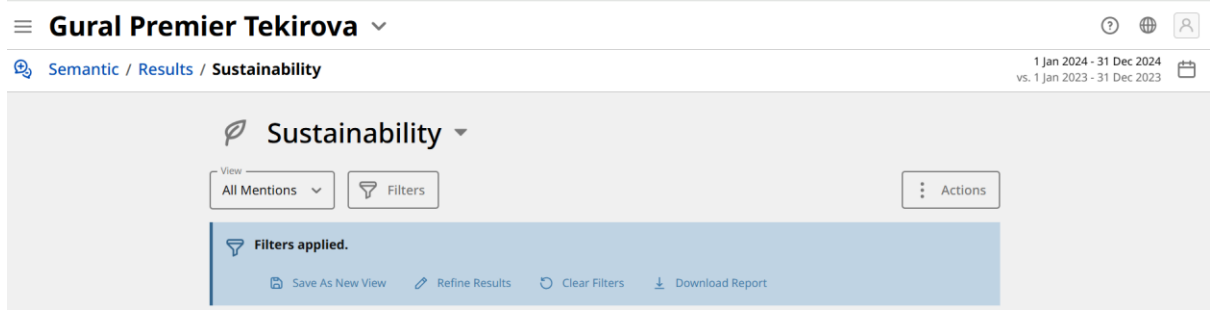 Gural Premier Tekirova
Semantic / Results / Sustainability
1 Jan 2024 - 31 Dec 2024
vs. 1 Jan 2023 - 31 Dec 2023
Sustainability
View
All Mentions
Filters
Actions
Filters applied.
Save As New View Refine Results Clear Filters Download Report